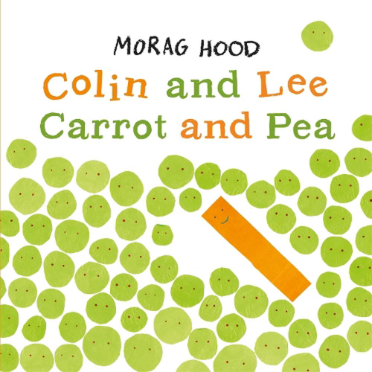 MORAG HOOD
Colin and Lee
Carrot and Pea